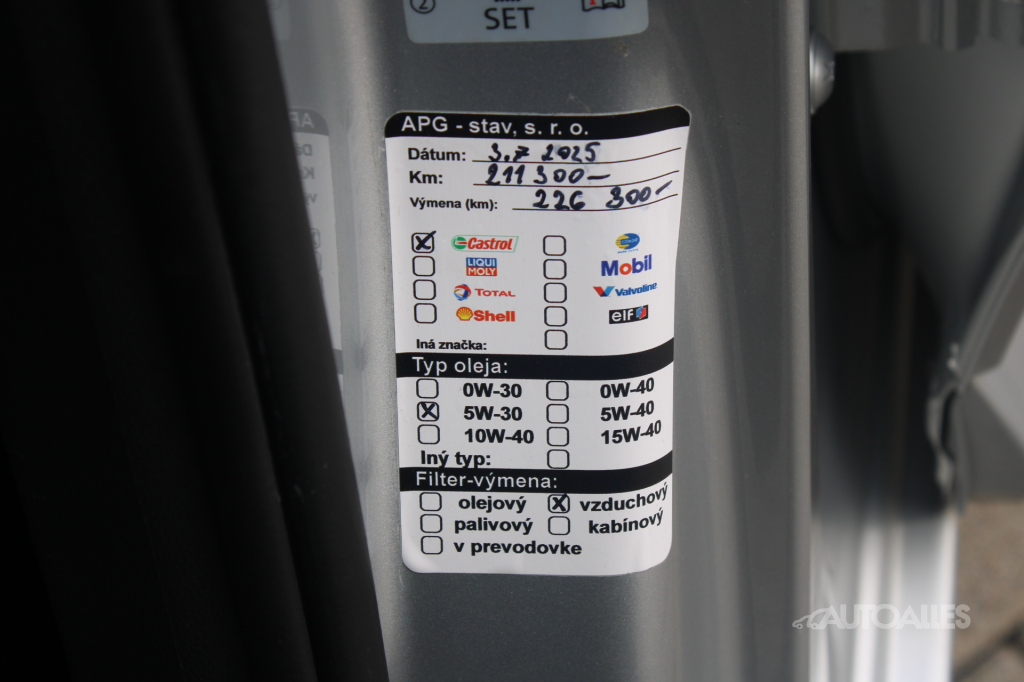 ② SET
APG - stav, s. r. o.
Dátum: 3.7 2025
Km: 211 300-
Výmena (km): 226 300-
Castrol
LIQUI MOLY Mobil
TOTAL Valvoline
Shell elf
Iná značka:
Typ oleja:
0W-30 0W-40
5W-30 5W-40
10W-40 15W-40
Iný typ:
Filter-výmena:
olejový vzduchový
palivový kabínový
v prevodovke
AUTOALLES